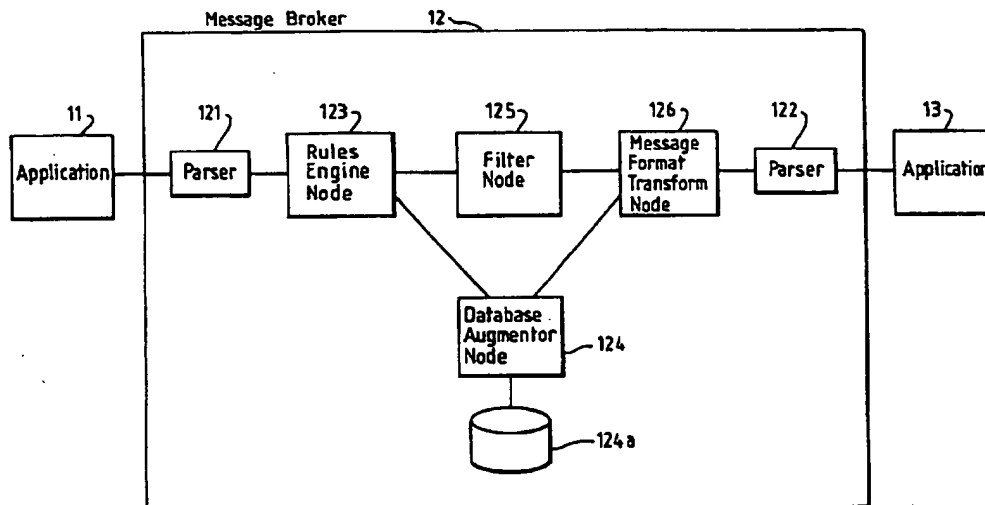 Message Broker
12
11
121
123
125
126
122
13
Application
Parser
Rules
Engine
Node
Filter
Node
Message
Format
Transform
Node
Parser
Application
Database
Augmentor
Node
124
124a